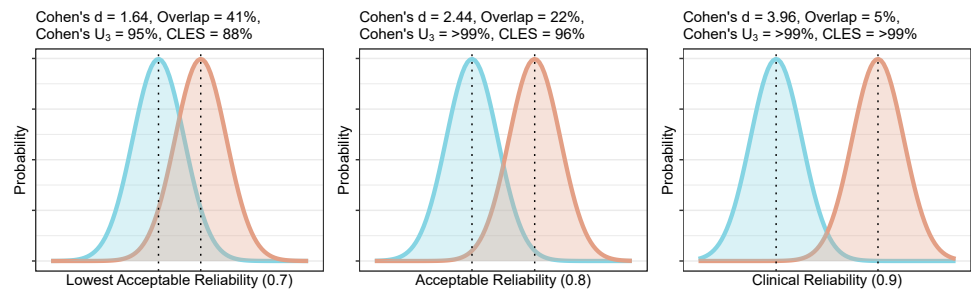 Cohen's d = 1.64, Overlap = 41%,
Cohen's U₃ = 95%, CLES = 88%
Probability
Lowest Acceptable Reliability (0.7)
Cohen's d = 2.44, Overlap = 22%,
Cohen's U₃ = >99%, CLES = 96%
Probability
Acceptable Reliability (0.8)
Cohen's d = 3.96, Overlap = 5%,
Cohen's U₃ = >99%, CLES = >99%
Probability
Clinical Reliability (0.9)